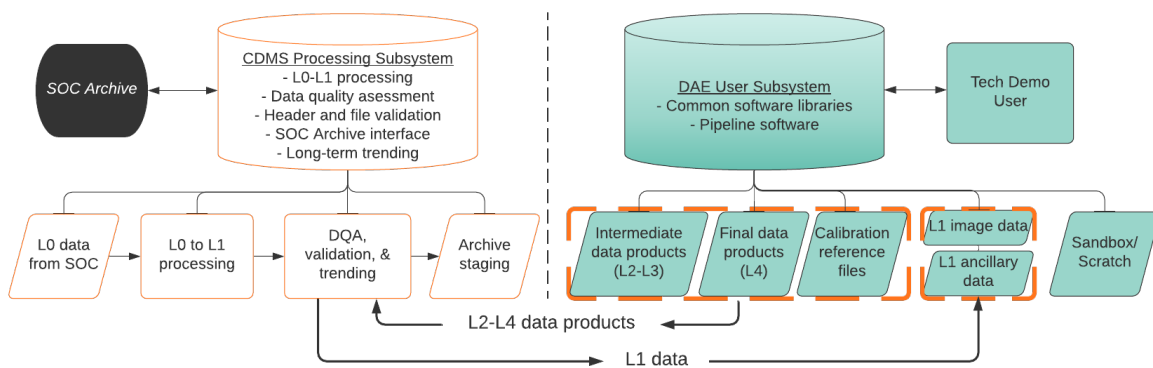 SOC Archive
CDMS Processing Subsystem
- L0-L1 processing
- Data quality asessment
- Header and file validation
- SOC Archive interface
- Long-term trending
DAE User Subsystem
- Common software libraries
- Pipeline software
Tech Demo
User
L0 data
from SOC
L0 to L1
processing
DQA,
validation, &
trending
Archive
staging
Intermediate
data products
(L2-L3)
Final data
products
(L4)
Calibration
reference
files
L1 image data
L1 ancillary
data
Sandbox/
Scratch
L2-L4 data products
L1 data